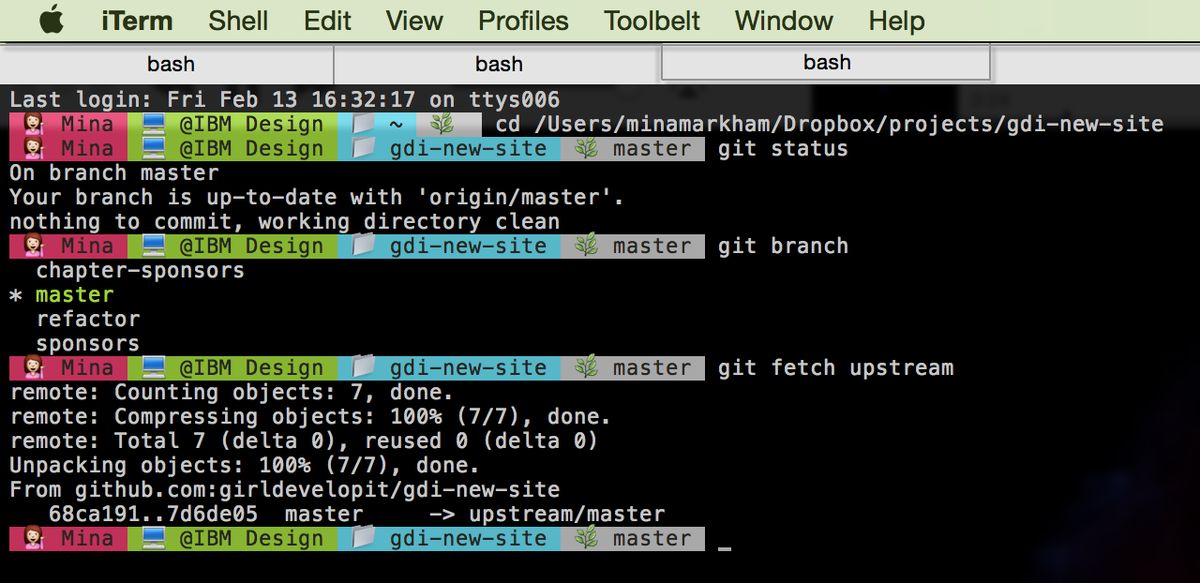 iTerm Shell Edit View Profiles Toolbelt Window Help
bash bash bash
Last login: Fri Feb 13 16:32:17 on ttys006
Mina @IBM Design ~ cd /Users/minamarkham/Dropbox/projects/gdi-new-site
Mina @IBM Design gdi-new-site master git status
On branch master
Your branch is up-to-date with 'origin/master'.
nothing to commit, working directory clean
Mina @IBM Design gdi-new-site master git branch
chapter-sponsors
* master
refactor
sponsors
Mina @IBM Design gdi-new-site master git fetch upstream
remote: Counting objects: 7, done.
remote: Compressing objects: 100% (7/7), done.
remote: Total 7 (delta 0), reused 0 (delta 0)
Unpacking objects: 100% (7/7), done.
From github.com:girldevelopit/gdi-new-site
68ca191..7d6de05 master -> upstream/master
Mina @IBM Design gdi-new-site master _